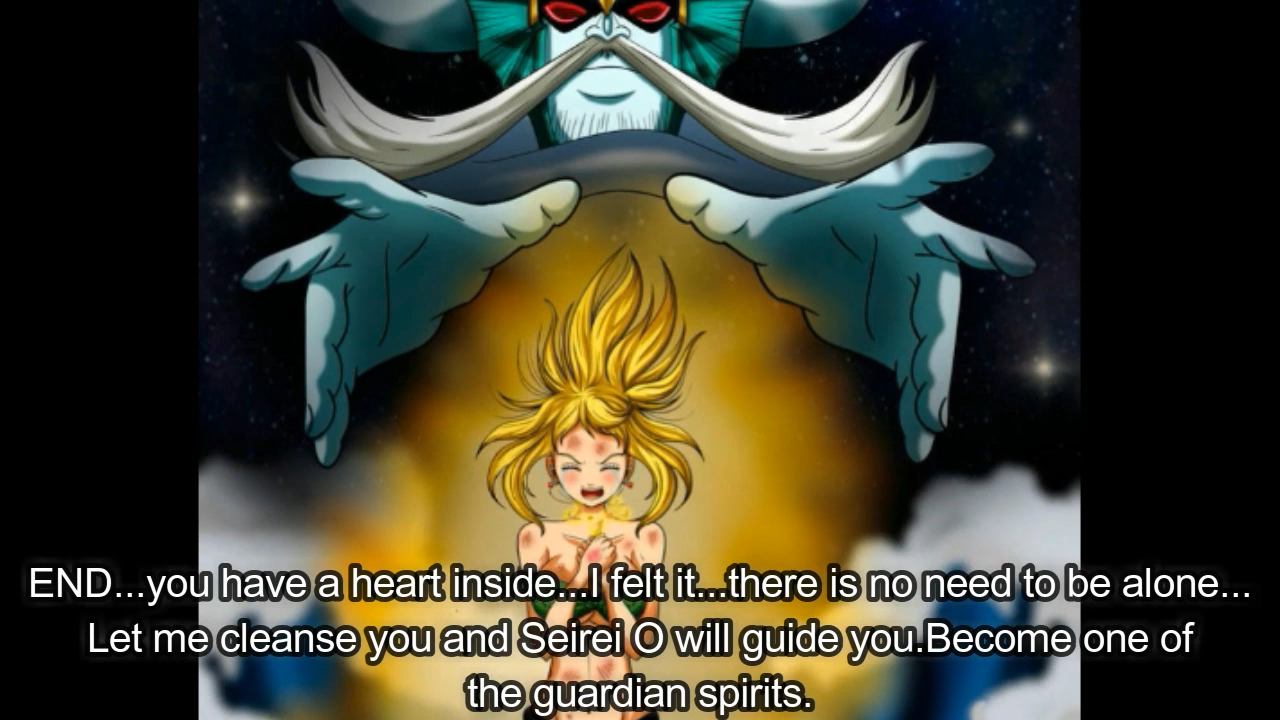 END...you have a heart inside...I felt it...there is no need to be alone...
Let me cleanse you and Seirei O will guide you.Become one of
the guardian spirits.